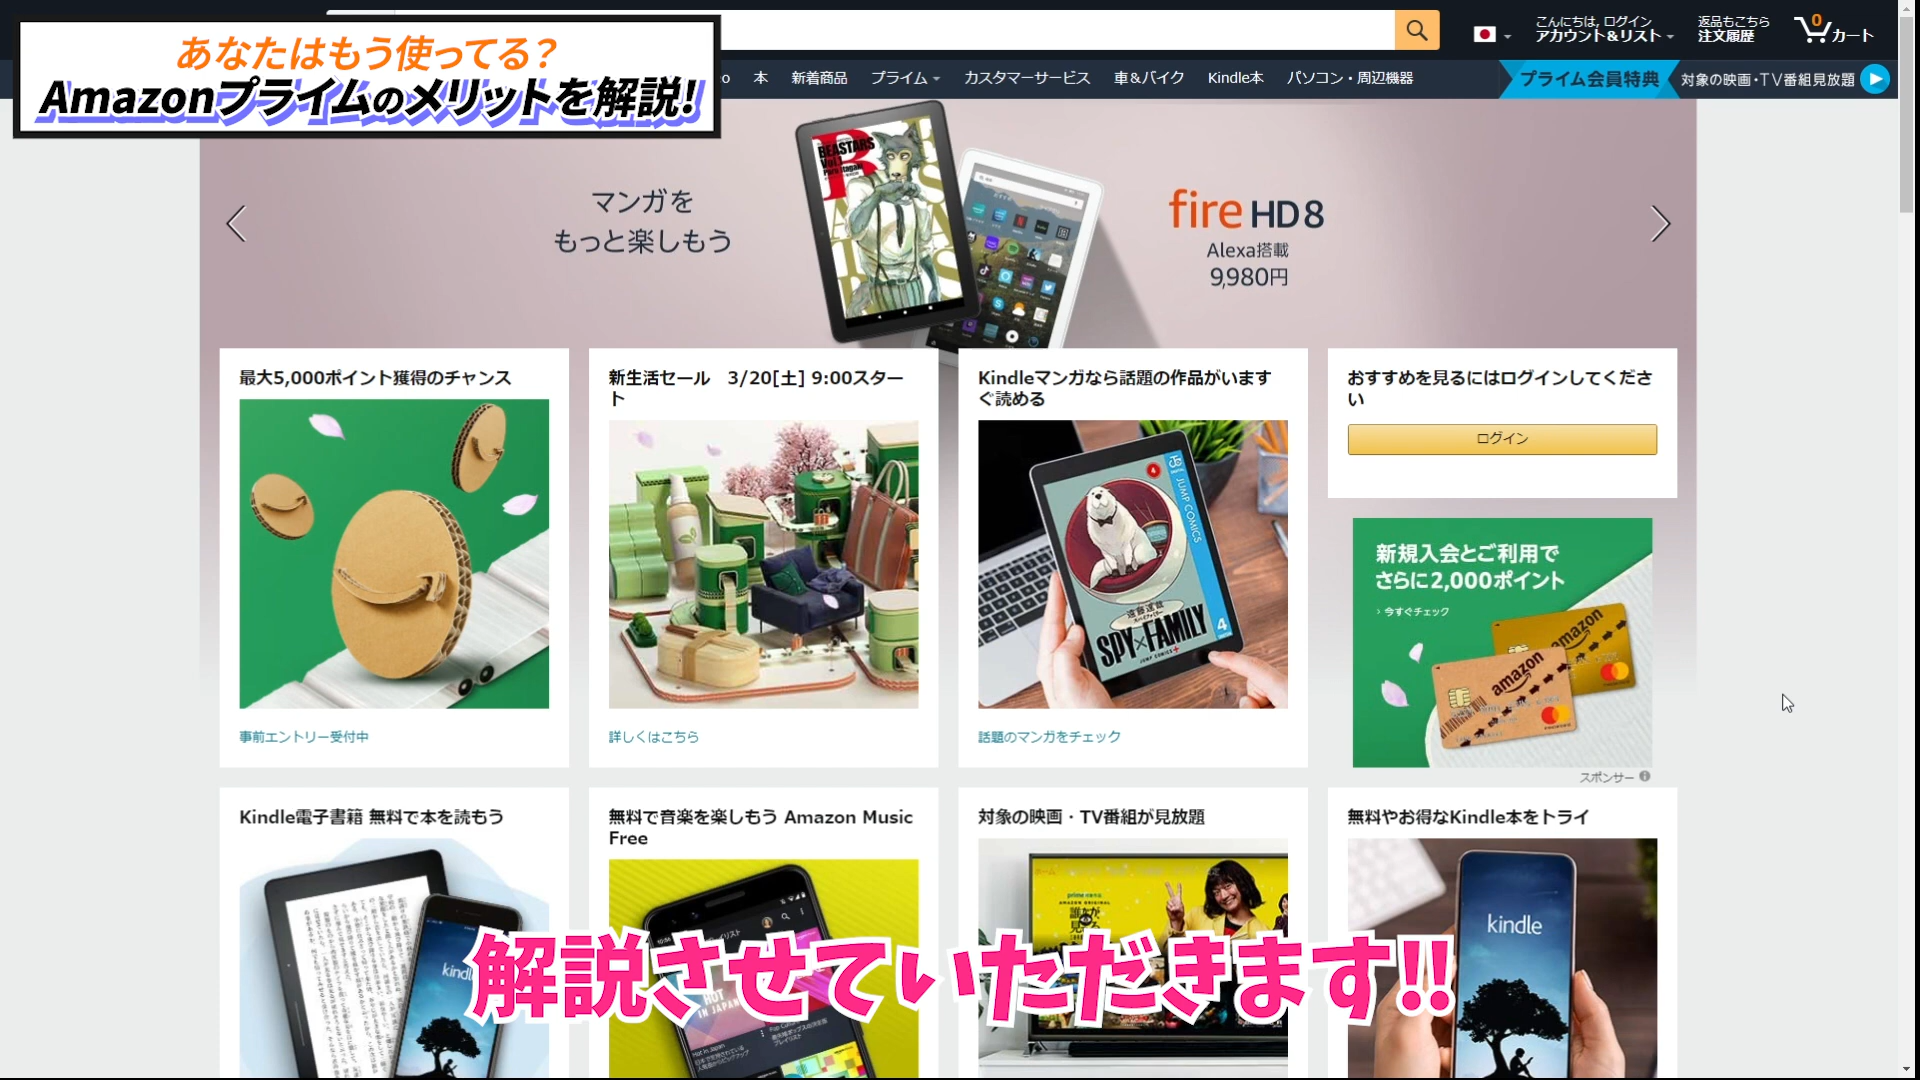 あなたはもう使ってる？
Amazonプライムのメリットを解説！
こんにちは, ログイン
アカウント&リスト
返品もこちら
注文履歴
0
カート
本
新着商品
プライム
カスタマーサービス
車&バイク
Kindle本
パソコン・周辺機器
プライム会員特典
対象の映画・TV番組見放題
マンガを
もっと楽しもう
BEASTARS
fire HD 8
Alexa搭載
9,980円
最大5,000ポイント獲得のチャンス
事前エントリー受付中
新生活セール 3/20[土] 9:00スター
ト
詳しくはこちら
Kindleマンガなら話題の作品がいます
ぐ読める
JUMP COMICS
SPY×FAMILY
4
話題のマンガをチェック
おすすめを見るにはログインしてくださ
い
ログイン
新規入会とご利用で
さらに2,000ポイント
› 今すぐチェック
amazon
amazon
スポンサー
Kindle電子書籍 無料で本を読もう
無料で音楽を楽しもう Amazon Music
Free
HOT
IN JAPAN
対象の映画・TV番組が見放題
無料やお得なKindle本をトライ
kindle
解説させていただきます!!